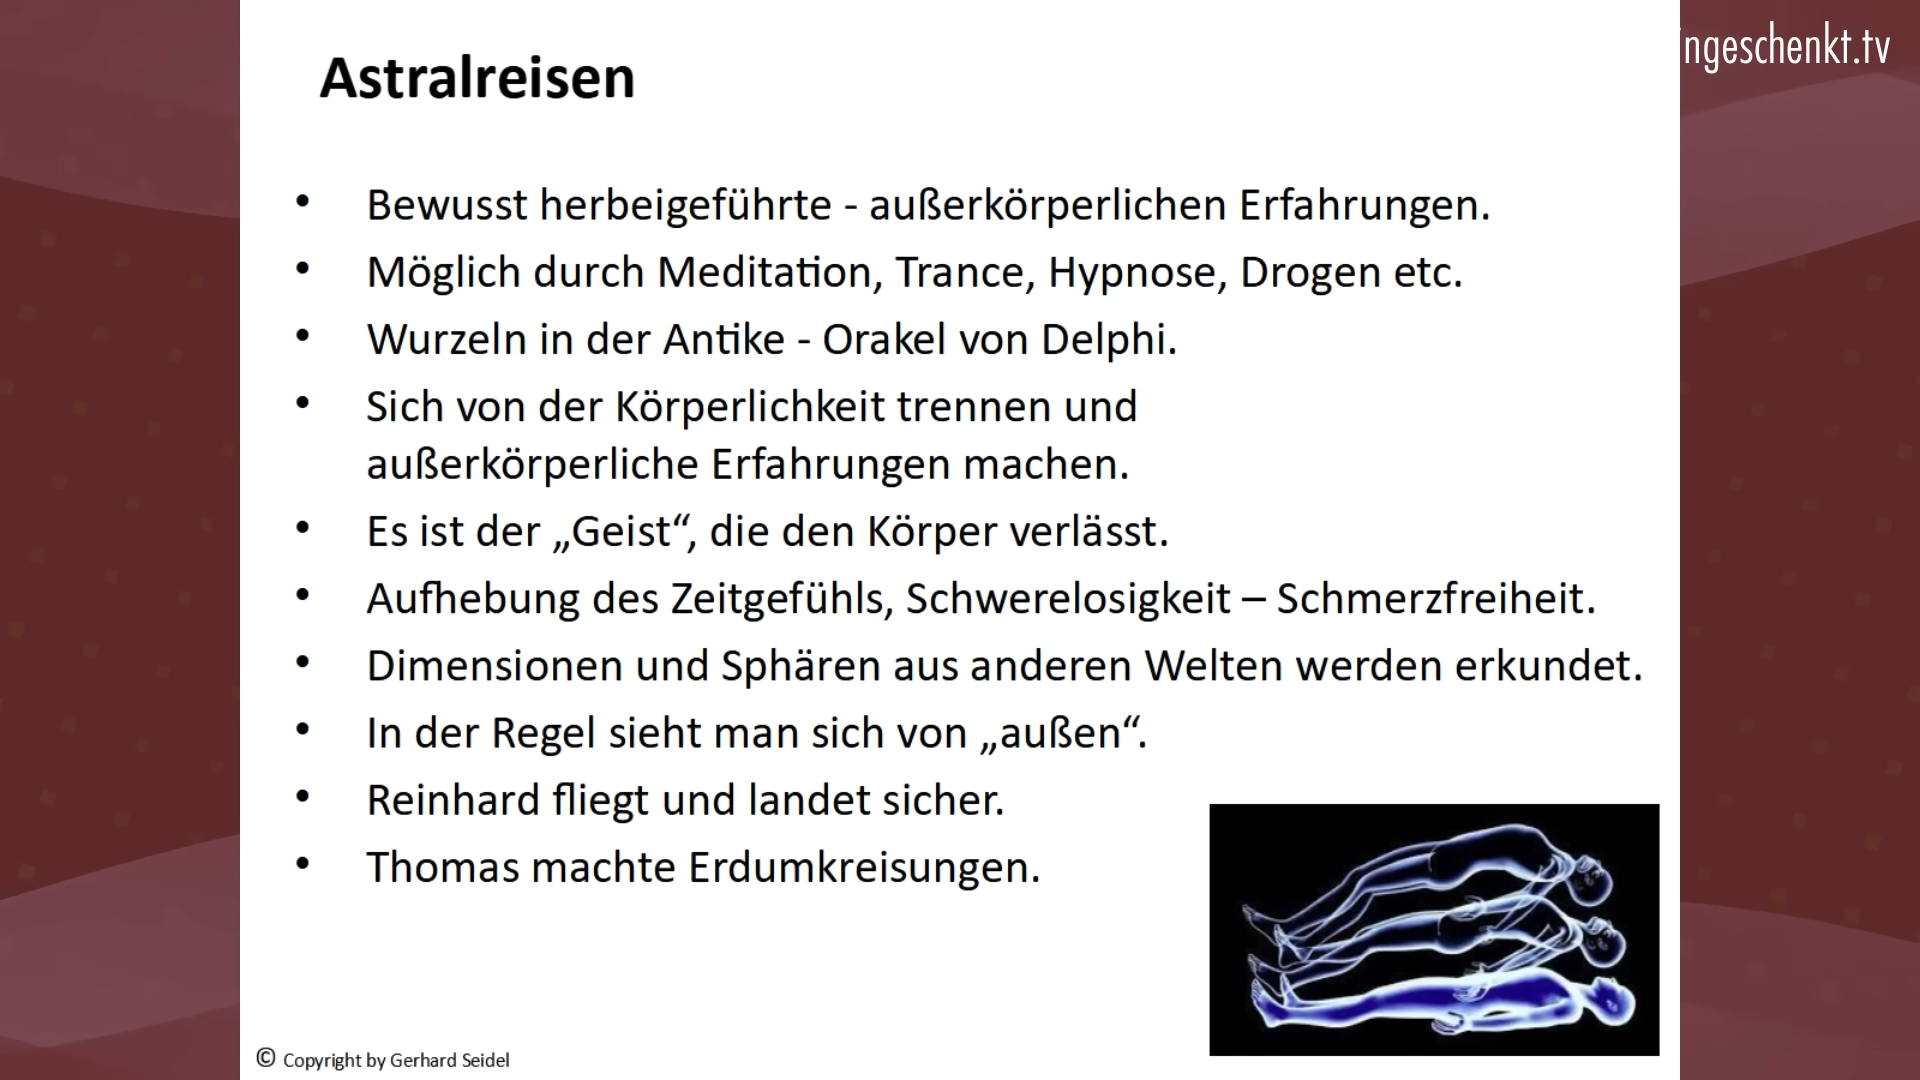 Astralreisen
ngeschenkt.tv
• Bewusst herbeigeführte - außerkörperlichen Erfahrungen.
• Möglich durch Meditation, Trance, Hypnose, Drogen etc.
• Wurzeln in der Antike - Orakel von Delphi.
• Sich von der Körperlichkeit trennen und
außerkörperliche Erfahrungen machen.
• Es ist der „Geist“, die den Körper verlässt.
• Aufhebung des Zeitgefühls, Schwerelosigkeit – Schmerzfreiheit.
• Dimensionen und Sphären aus anderen Welten werden erkundet.
• In der Regel sieht man sich von „außen“.
• Reinhard fliegt und landet sicher.
• Thomas machte Erdumkreisungen.
© Copyright by Gerhard Seidel